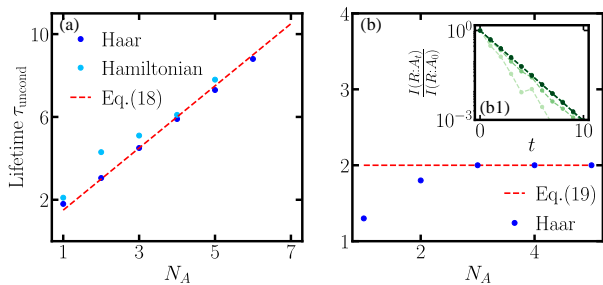 (a)
Haar
Hamiltonian
Eq.(18)
Lifetime τ_uncond
10
6
2
1
3
5
7
N_A
(b)
4
3
2
1
2
4
N_A
Eq.(19)
Haar
(b1)
I(R:A_t)
I(R:A_0)
10^0
10^{-3}
0
10
t